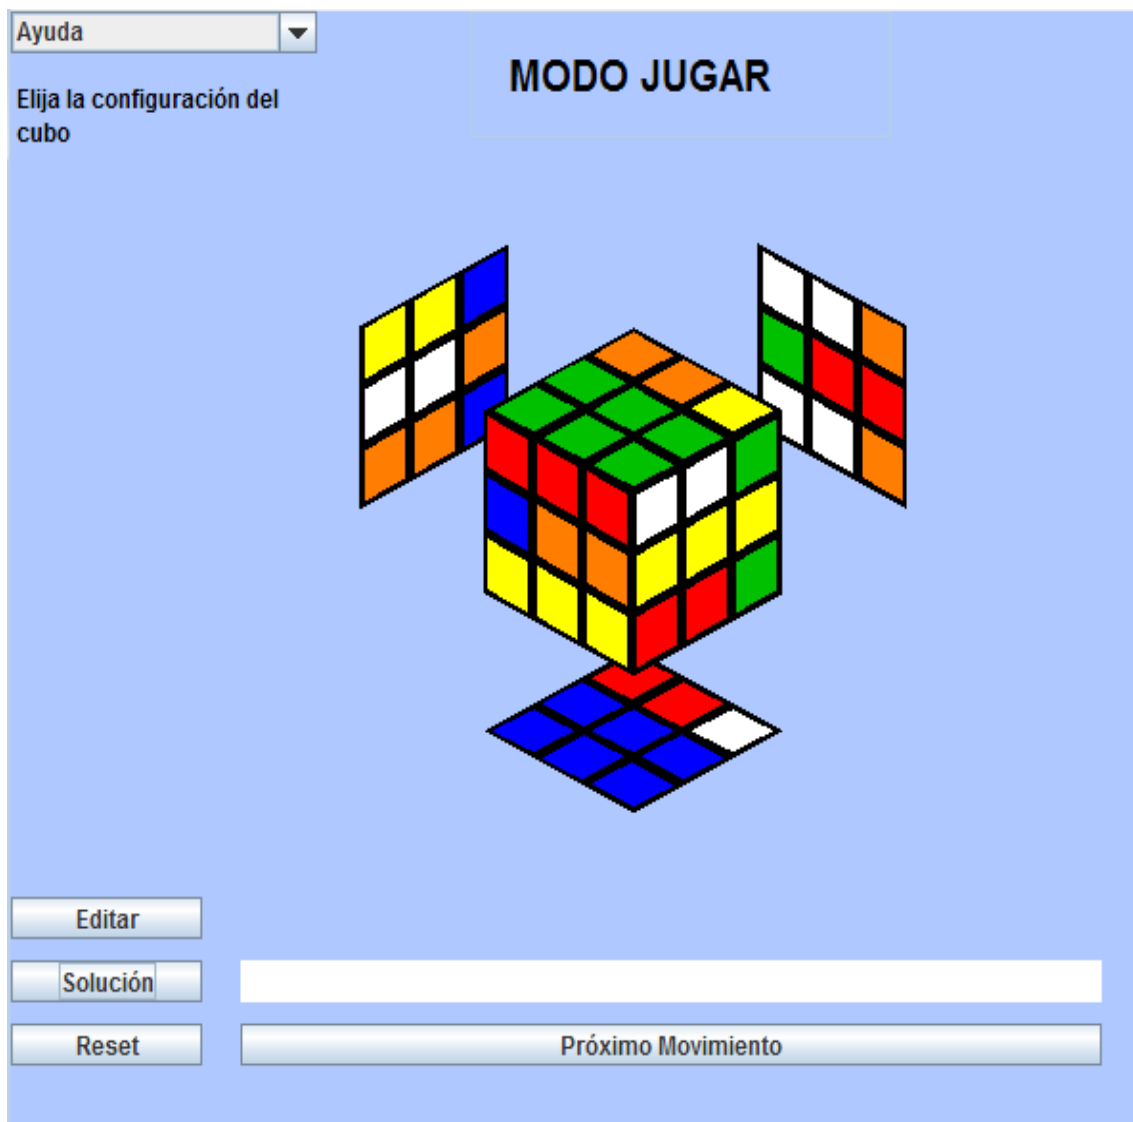 Ayuda
MODO JUGAR
Elija la configuración del
cubo
Editar
Solución
Reset
Próximo Movimiento